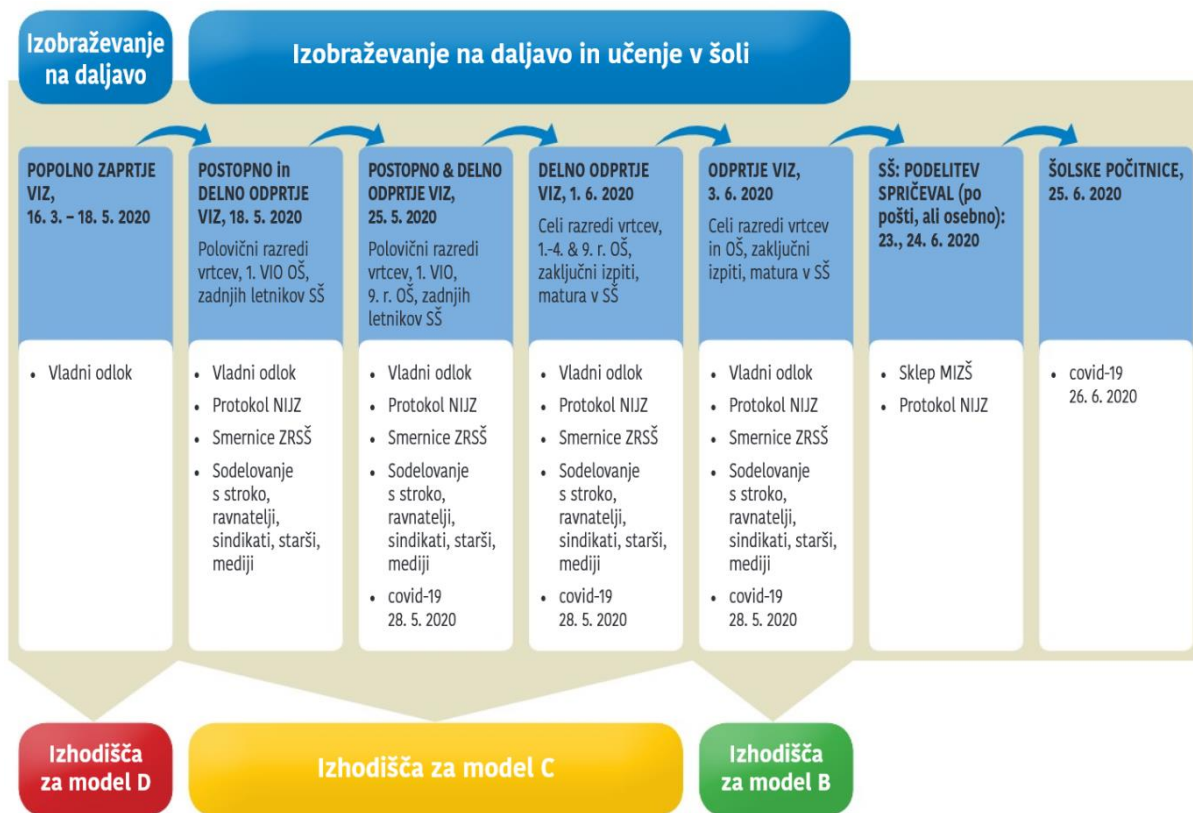 Izobraževanje
na daljavo
Izobraževanje na daljavo in učenje v šoli
POPOLNO ZAPRTJE
VIZ,
16. 3. – 18. 5. 2020
• Vladni odlok
POSTOPNO in
DELNO ODPRTJE
VIZ, 18. 5. 2020
Polovični razredi
vrtcev, 1. VIO OŠ,
zadnjih letnikov SŠ
• Vladni odlok
• Protokol NIJZ
• Smernice ZRSŠ
• Sodelovanje
s stroko,
ravnatelji,
sindikati, starši,
mediji
POSTOPNO & DELNO
ODPRTJE VIZ,
25. 5. 2020
Polovični razredi
vrtcev, 1. VIO,
9. r. OŠ, zadnjih
letnikov SŠ
• Vladni odlok
• Protokol NIJZ
• Smernice ZRSŠ
• Sodelovanje
s stroko,
ravnatelji,
sindikati, starši,
mediji
• covid-19
28. 5. 2020
DELNO ODPRTJE
VIZ, 1. 6. 2020
Celi razredi vrtcev,
1.-4. & 9. r. OŠ,
zaključni izpiti,
matura v SŠ
• Vladni odlok
• Protokol NIJZ
• Smernice ZRSŠ
• Sodelovanje
s stroko,
ravnatelji,
sindikati, starši,
mediji
• covid-19
28. 5. 2020
ODPRTJE VIZ,
3. 6. 2020
Celi razredi vrtcev
in OŠ, zaključni
izpiti, matura v SŠ
• Vladni odlok
• Protokol NIJZ
• Smernice ZRSŠ
• Sodelovanje
s stroko,
ravnatelji,
sindikati, starši,
mediji
• covid-19
28. 5. 2020
SŠ: PODELITEV
SPRIČEVAL (po
pošti, ali osebno):
23., 24. 6. 2020
• Sklep MIZŠ
• Protokol NIJZ
ŠOLSKE POČITNICE,
25. 6. 2020
• covid-19
26. 6. 2020
Izhodišča
za model D
Izhodišča za model C
Izhodišča
za model B